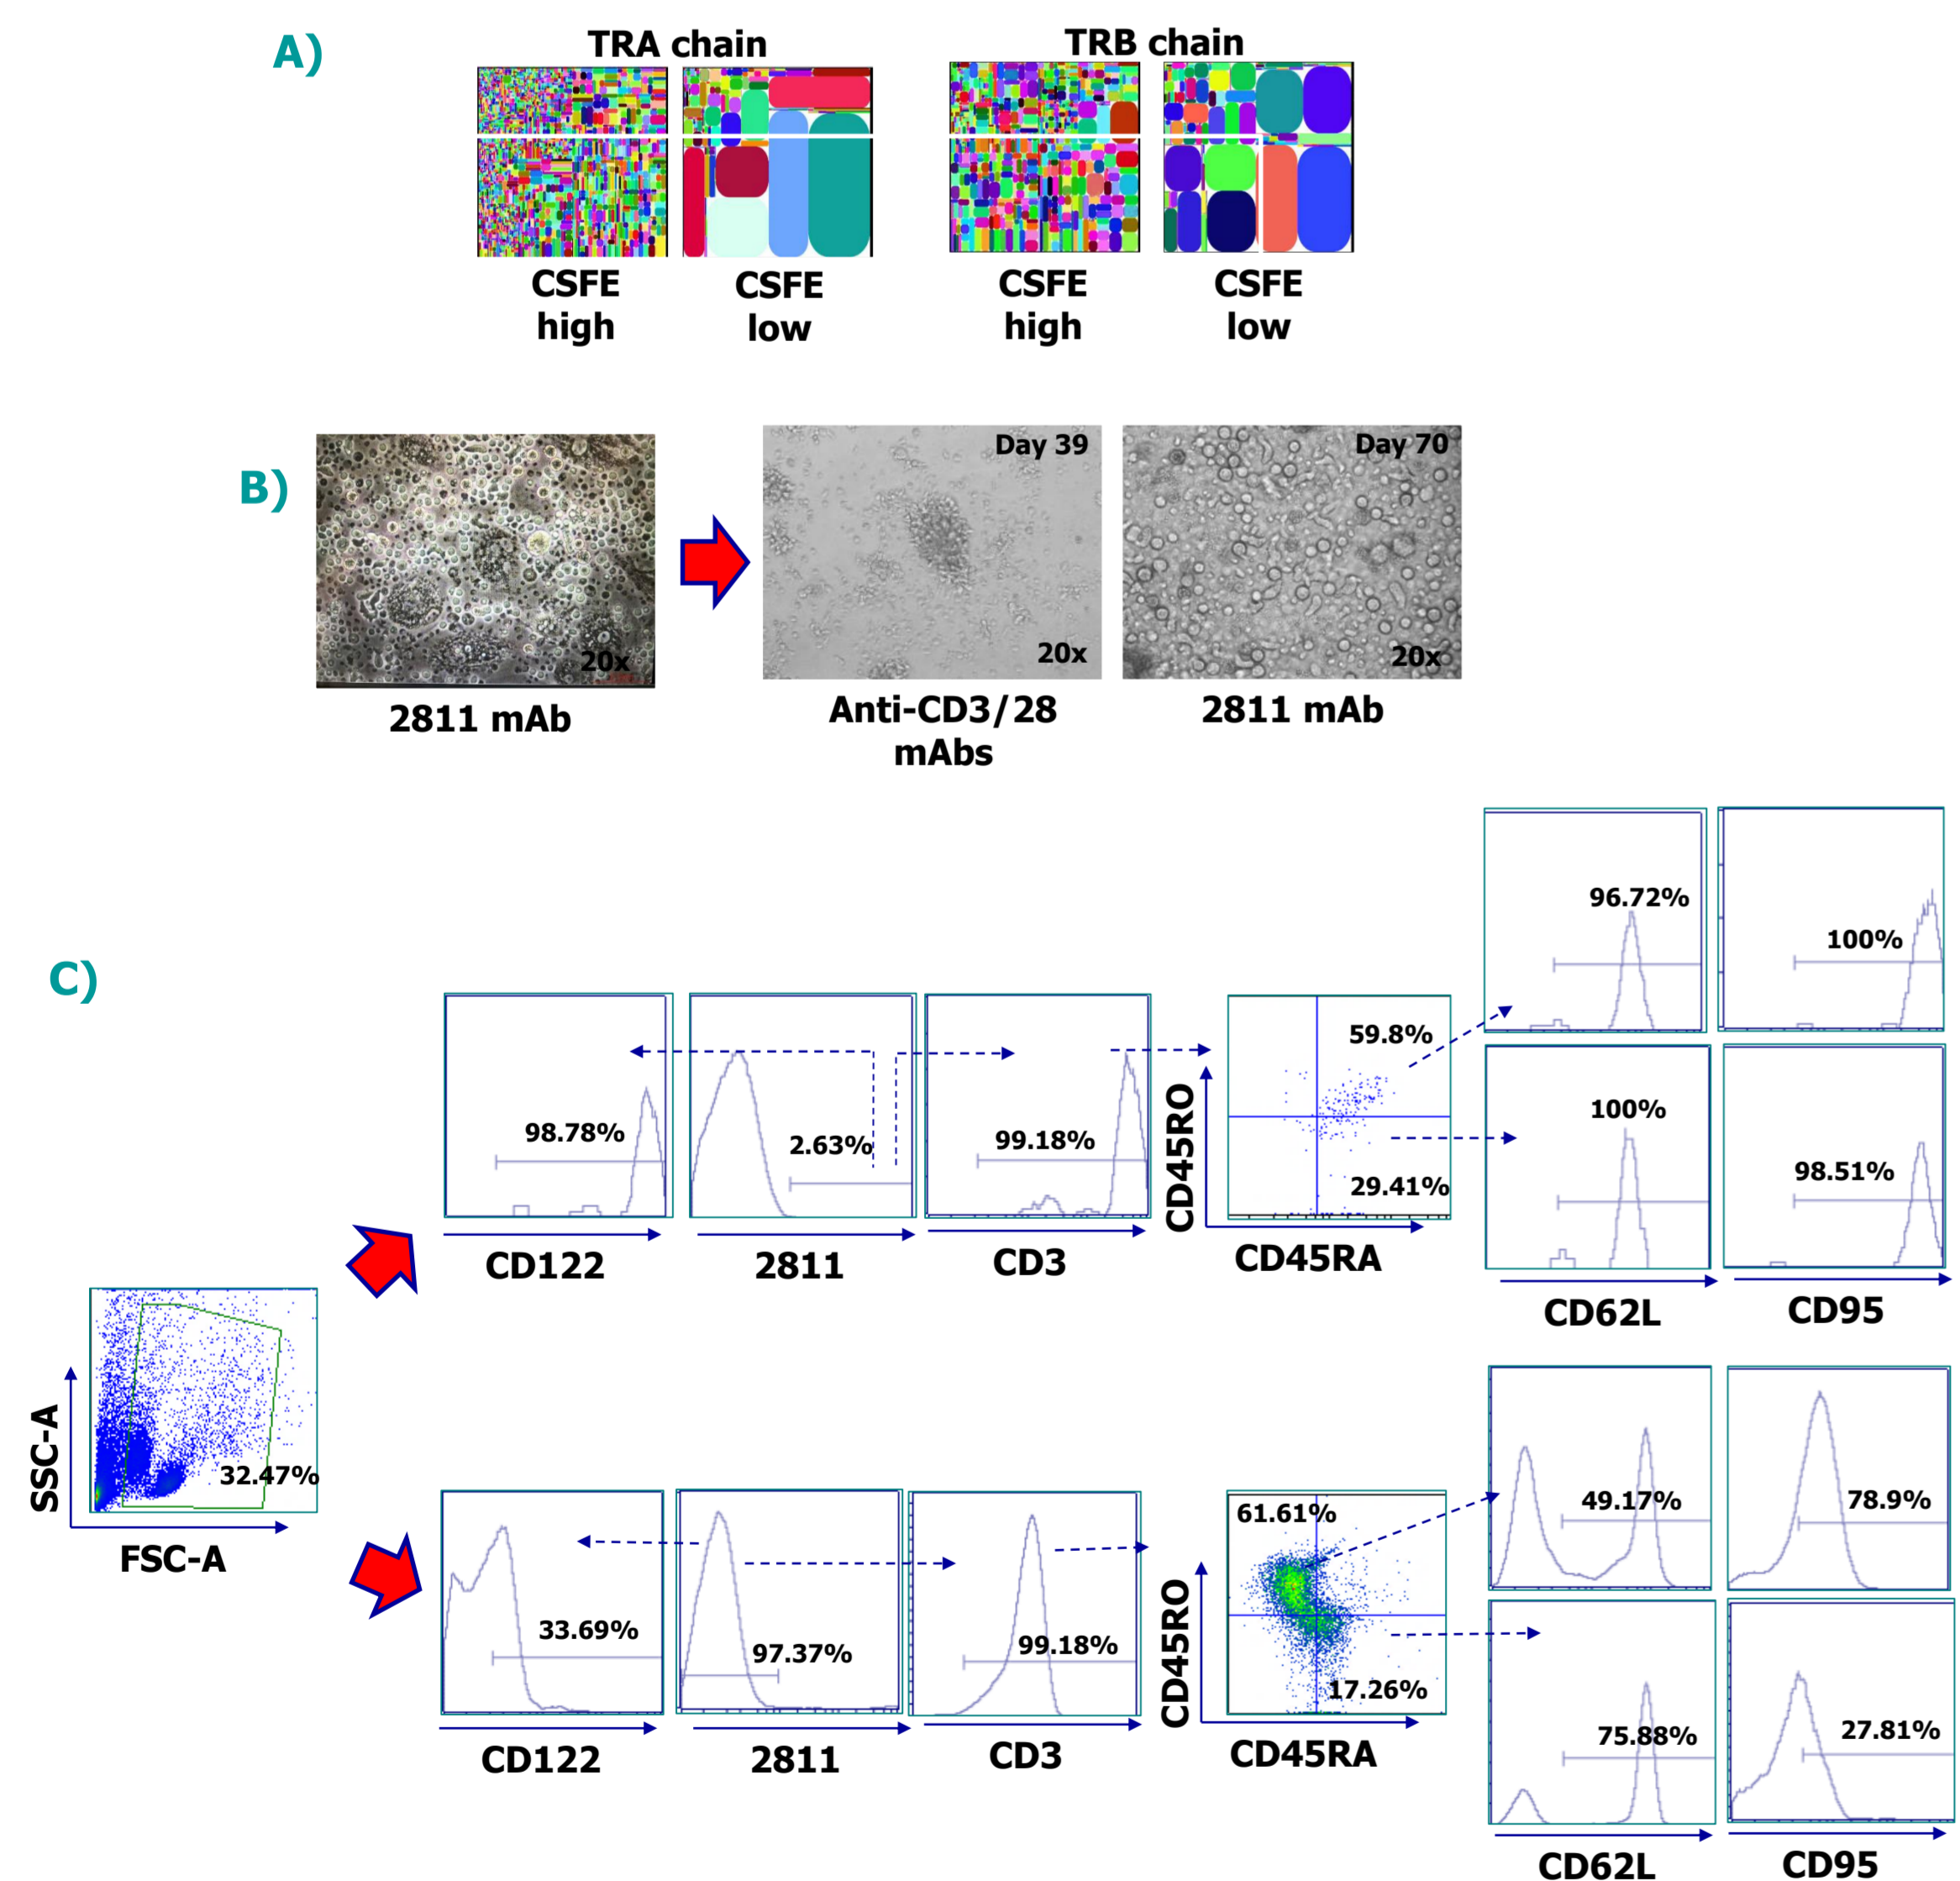 A)
TRA chain
TRB chain
CSFE
high
CSFE
low
CSFE
high
CSFE
low
B)
20x
2811 mAb
Day 39
20x
Anti-CD3/28
mAbs
Day 70
20x
2811 mAb
C)
SSC-A
32.47%
FSC-A
98.78%
CD122
2.63%
2811
99.18%
CD3
CD45RO
59.8%
29.41%
CD45RA
96.72%
100%
100%
98.51%
CD62L
CD95
33.69%
CD122
97.37%
2811
99.18%
CD3
CD45RO
61.61%
17.26%
CD45RA
49.17%
78.9%
75.88%
27.81%
CD62L
CD95